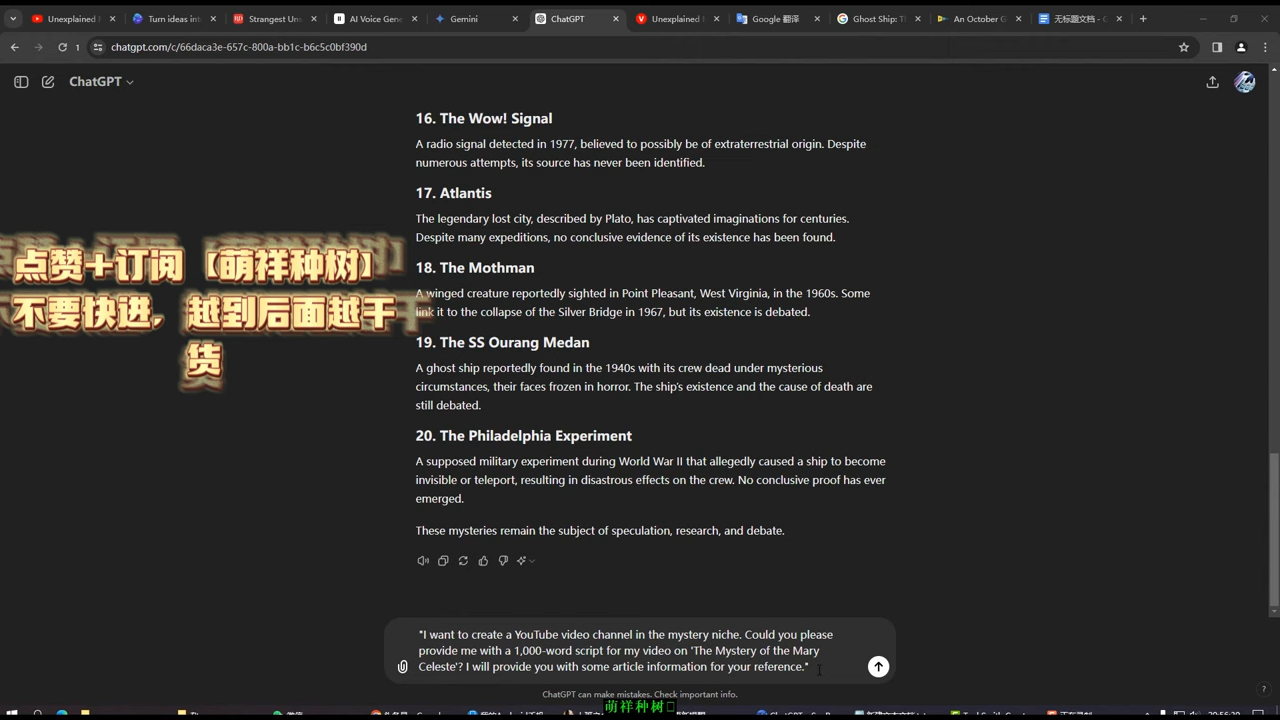 Unexplained
Turn ideas int
Strangest Uns
AI Voice Gene
Gemini
ChatGPT
Unexplained M
Google 翻译
Ghost Ship: Th
An October G
无标题文档 - G
1
chatgpt.com/c/66daca3e-657c-800a-bb1c-b6c5c0bf390d
ChatGPT
16. The Wow! Signal
A radio signal detected in 1977, believed to possibly be of extraterrestrial origin. Despite
numerous attempts, its source has never been identified.
17. Atlantis
The legendary lost city, described by Plato, has captivated imaginations for centuries.
Despite many expeditions, no conclusive evidence of its existence has been found.
点赞+订阅【萌祥种树】
不要快进，越到后面越干
货
18. The Mothman
A winged creature reportedly sighted in Point Pleasant, West Virginia, in the 1960s. Some
link it to the collapse of the Silver Bridge in 1967, but its existence is debated.
19. The SS Ourang Medan
A ghost ship reportedly found in the 1940s with its crew dead under mysterious
circumstances, their faces frozen in horror. The ship's existence and the cause of death are
still debated.
20. The Philadelphia Experiment
A supposed military experiment during World War II that allegedly caused a ship to become
invisible or teleport, resulting in disastrous effects on the crew. No conclusive proof has ever
emerged.
These mysteries remain the subject of speculation, research, and debate.
"I want to create a YouTube video channel in the mystery niche. Could you please
provide me with a 1,000-word script for my video on 'The Mystery of the Mary
Celeste'? I will provide you with some article information for your reference."
ChatGPT can make mistakes. Check important info.
?
萌祥种树